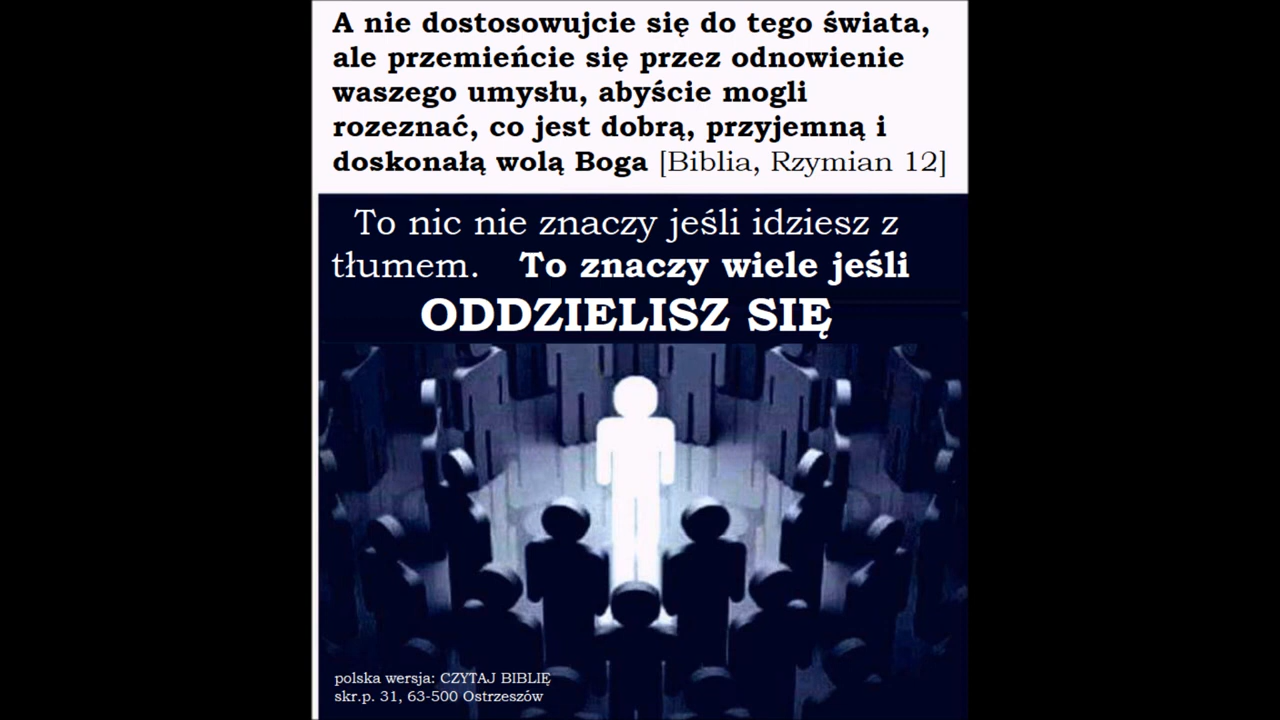 A nie dostosowujcie się do tego świata,
ale przemieńcie się przez odnowienie
waszego umysłu, abyście mogli
rozeznać, co jest dobrą, przyjemną i
doskonałą wolą Boga [Biblia, Rzymian 12]
To nic nie znaczy jeśli idziesz z
tłumem. To znaczy wiele jeśli
ODDZIELISZ SIĘ
polska wersja: CZYTAJ BIBLIĘ
skr.p. 31, 63-500 Ostrzeszów